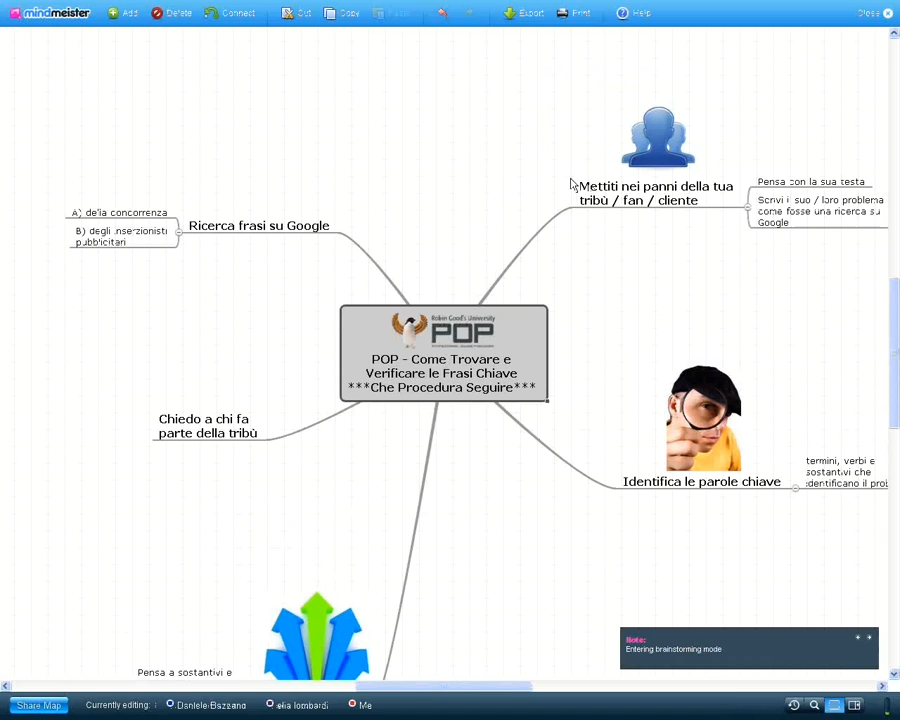 mindmeister Add Delete Connect Cut Copy Export Print Help Close
Mettiti nei panni della tua
tribù / fan / cliente
Pensa con la sua testa
Scrivi il suo / loro problema
come fosse una ricerca su
Google
A) della concorrenza
B) degli inserzionisti
pubblicitari
Ricerca frasi su Google
Robin Good's University
POP
POP - Come Trovare e
Verificare le Frasi Chiave
***Che Procedura Seguire***
Chiedo a chi fa
parte della tribù
termini, verbi e
sostantivi che
identificano il
Identifica le parole chiave
Note:
Entering brainstorming mode
Pensa a sostantivi e
Share Map Currently editing: Daniele Bazzano lombardi Me